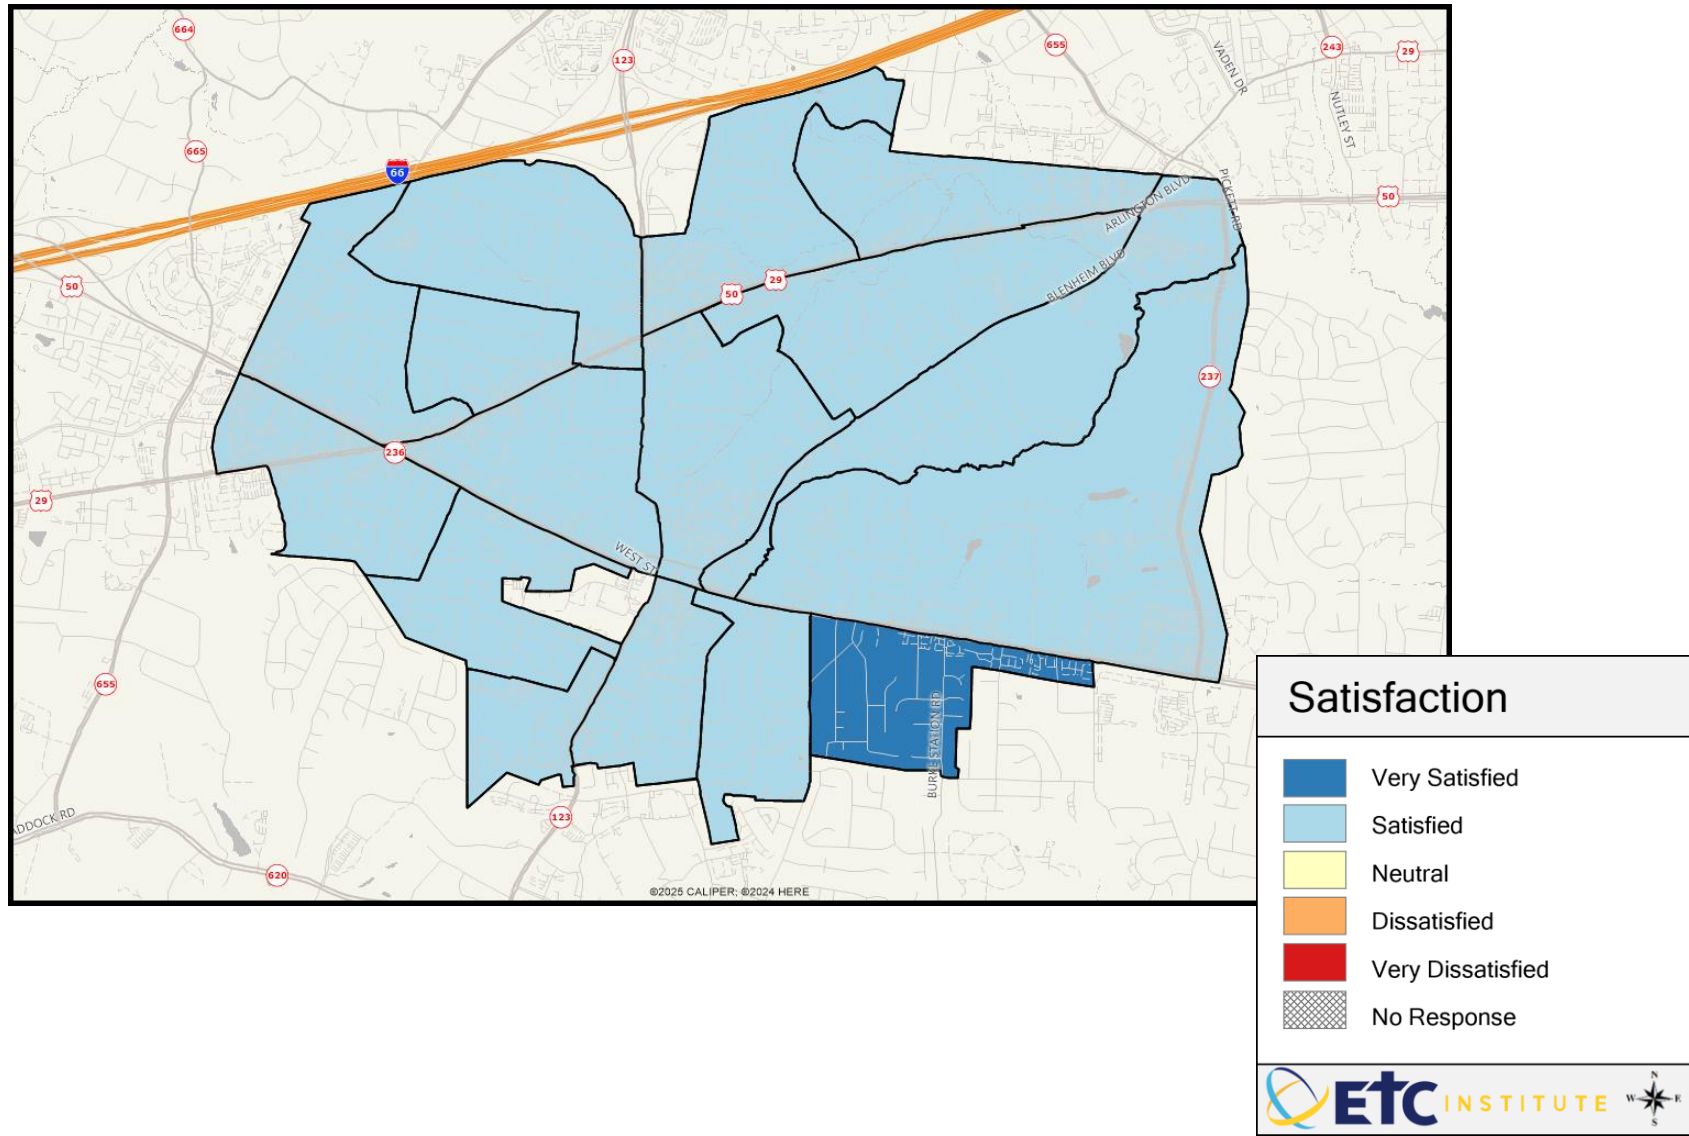 664
123
655
243
29
VADEN DR
NUTLEY ST
665
66
PICKETT RD
50
ARLINGTON BLVD
50
29
50
BLENHEIM BLVD
237
236
29
WEST ST
655
BURKE STATION RD
123
ADDOCK RD
620
©2025 CALIPER; ©2024 HERE
Satisfaction
Very Satisfied
Satisfied
Neutral
Dissatisfied
Very Dissatisfied
No Response
ETC INSTITUTE
N
W E
S